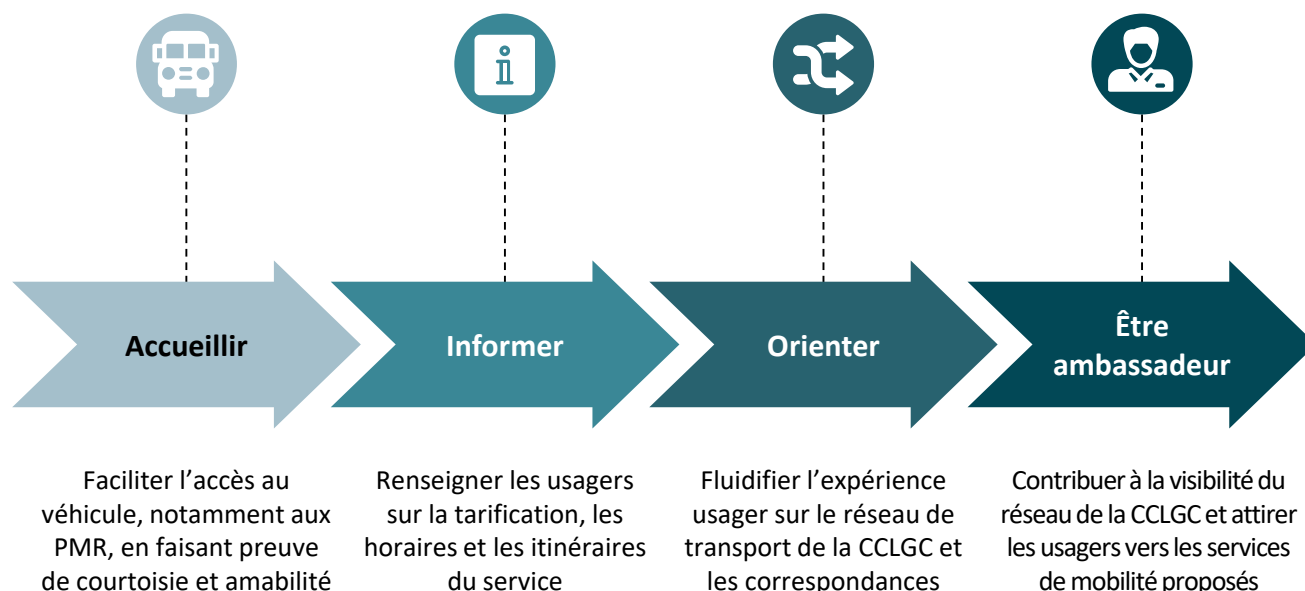 Accueillir
Informer
Orienter
Être
ambassadeur
Faciliter l’accès au
véhicule, notamment aux
PMR, en faisant preuve
de courtoisie et amabilité
Renseigner les usagers
sur la tarification, les
horaires et les itinéraires
du service
Fluidifier l’expérience
usager sur le réseau de
transport de la CCLGC et
les correspondances
Contribuer à la visibilité du
réseau de la CCLGC et attirer
les usagers vers les services
de mobilité proposés